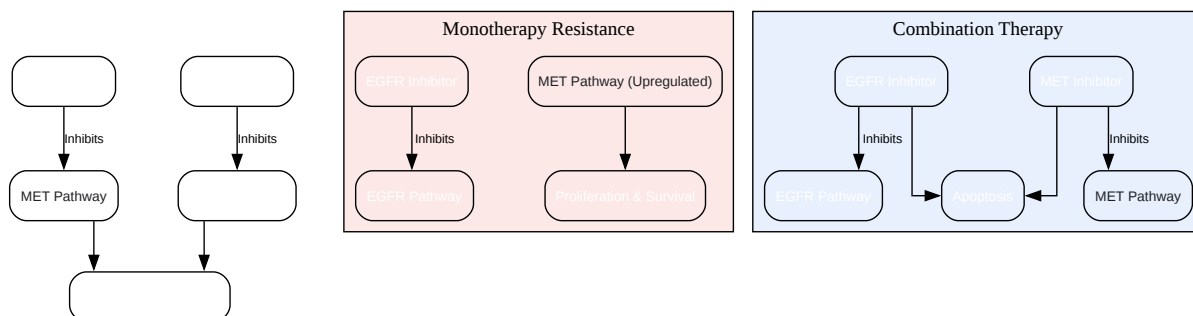 Monotherapy Resistance
Combination Therapy
EGFR Inhibitor
MET Pathway (Upregulated)
EGFR Inhibitor
MET Inhibitor
Inhibits
Inhibits
Inhibits
Inhibits
Inhibits
MET Pathway
EGFR Pathway
Proliferation & Survival
EGFR Pathway
Apoptosis
MET Pathway